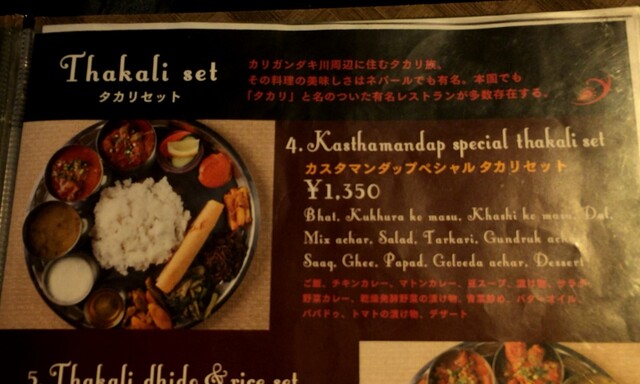 Thakali set
タカリセット
カリガンダキ川周辺に住むタカリ族、
その料理の美味しさはネパールでも有名。本国でも
「タカリ」と名のついた有名レストランが多数存在する。
4. Kasthamandap special thakali set
カスタマンダップペシャル タカリセット
¥1,350
Bhat, Kukhura ko masu, Khashi ko masu, Dal,
Mix achar, Salad, Tarkari, Gundruk achar
Saag, Ghee, Papad, Golveda achar, Dessert
ご飯、チキンカレー、マトンカレー、豆スープ、漬け物、サラダ
野菜カレー、乾燥発酵野菜の漬け物、青菜炒め、バターオイル、
パパドゥ、トマトの漬け物、デザート
5. Thakali dhido & rice set